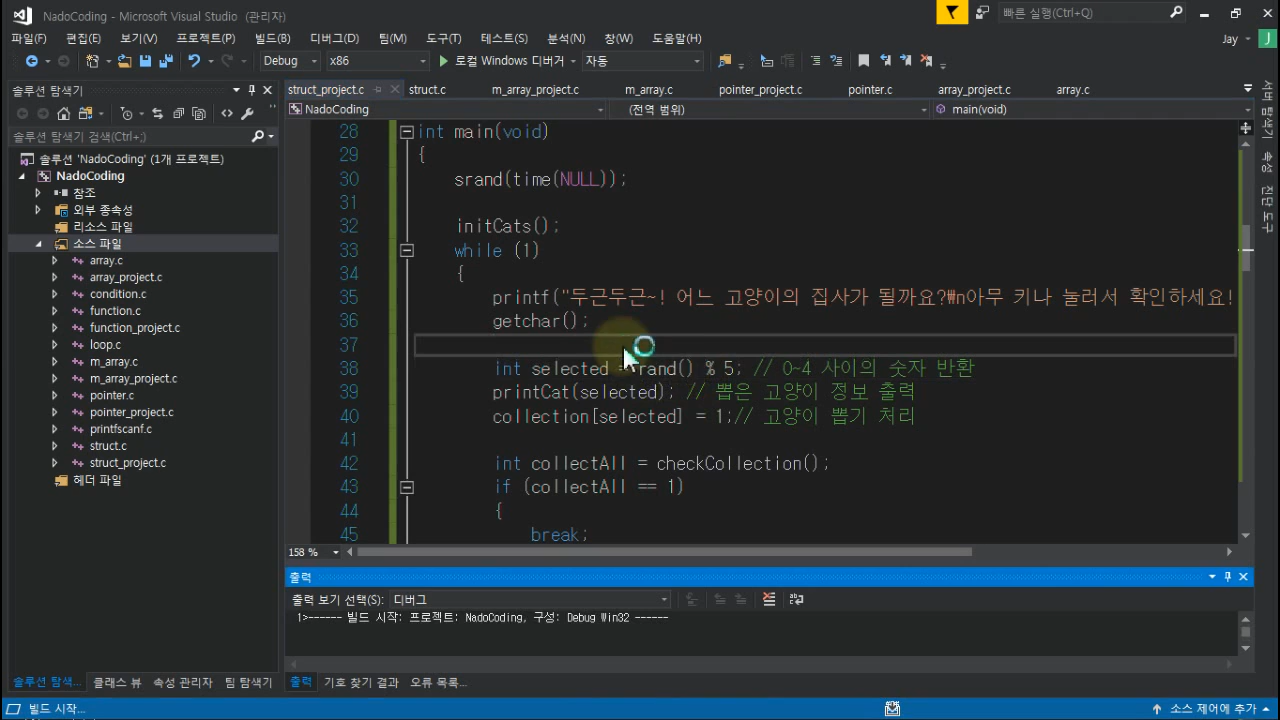 NadoCoding - Microsoft Visual Studio (관리자)
빠른 실행(Ctrl+Q)
파일(F) 편집(E) 보기(V) 프로젝트(P) 빌드(B) 디버그(D) 팀(M) 도구(T) 테스트(S) 분석(N) 창(W) 도움말(H)
Jay J
Debug x86 로컬 Windows 디버거 자동
솔루션 탐색기
솔루션 탐색기 검색(Ctrl+;)
솔루션 'NadoCoding' (1개 프로젝트)
NadoCoding
참조
외부 종속성
리소스 파일
소스 파일
array.c
array_project.c
condition.c
function.c
function_project.c
loop.c
m_array.c
m_array_project.c
pointer.c
pointer_project.c
printfscanf.c
struct.c
struct_project.c
헤더 파일
솔루션 탐색... 클래스 뷰 속성 관리자 팀 탐색기
struct_project.c struct.c m_array_project.c m_array.c pointer_project.c pointer.c array_project.c array.c
NadoCoding (전역 범위) main(void)
28 int main(void)
29 {
30 srand(time(NULL));
31
32 initCats();
33 while (1)
34 {
35 printf("두근두근~! 어느 고양이의 집사가 될까요?₩n아무 키나 눌러서 확인하세요!
36 getchar();
37
38 int selected = rand() % 5; // 0~4 사이의 숫자 반환
39 printCat(selected); // 뽑은 고양이 정보 출력
40 collection[selected] = 1;// 고양이 뽑기 처리
41
42 int collectAll = checkCollection();
43 if (collectAll == 1)
44 {
45 break;
158 %
출력
출력 보기 선택(S): 디버그
1>------ 빌드 시작: 프로젝트: NadoCoding, 구성: Debug Win32 ------
출력 기호 찾기 결과 오류 목록...
서버 탐색기
속성
진단 도구
빌드 시작...
소스 제어에 추가